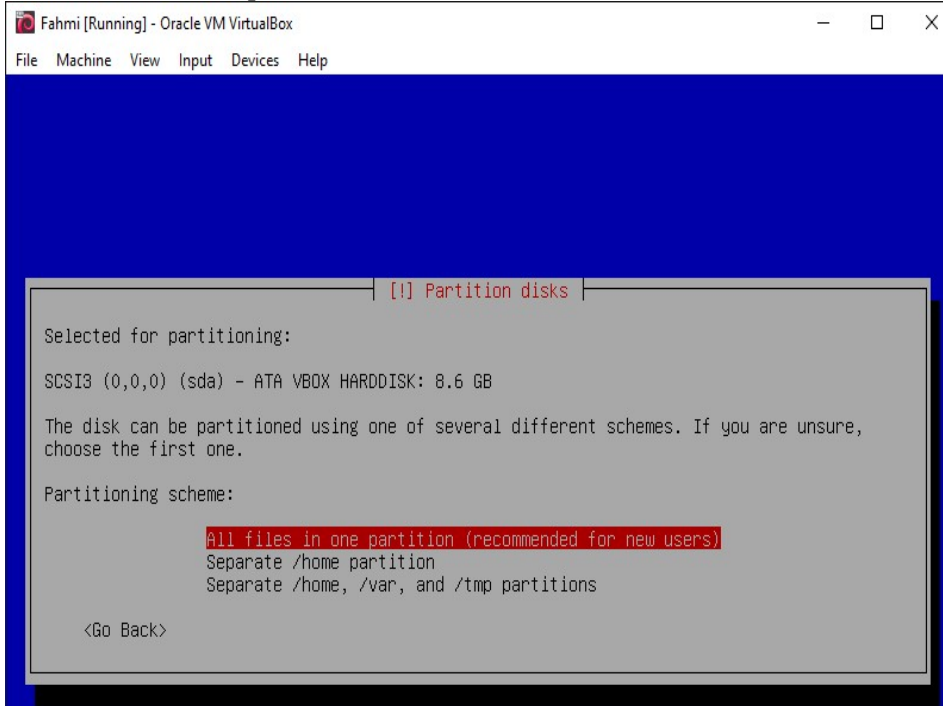 Fahmi [Running] - Oracle VM VirtualBox
File Machine View Input Devices Help
[!] Partition disks
Selected for partitioning:
SCSI3 (0,0,0) (sda) - ATA VBOX HARDDISK: 8.6 GB
The disk can be partitioned using one of several different schemes. If you are unsure,
choose the first one.
Partitioning scheme:
All files in one partition (recommended for new users)
Separate /home partition
Separate /home, /var, and /tmp partitions
<Go Back>